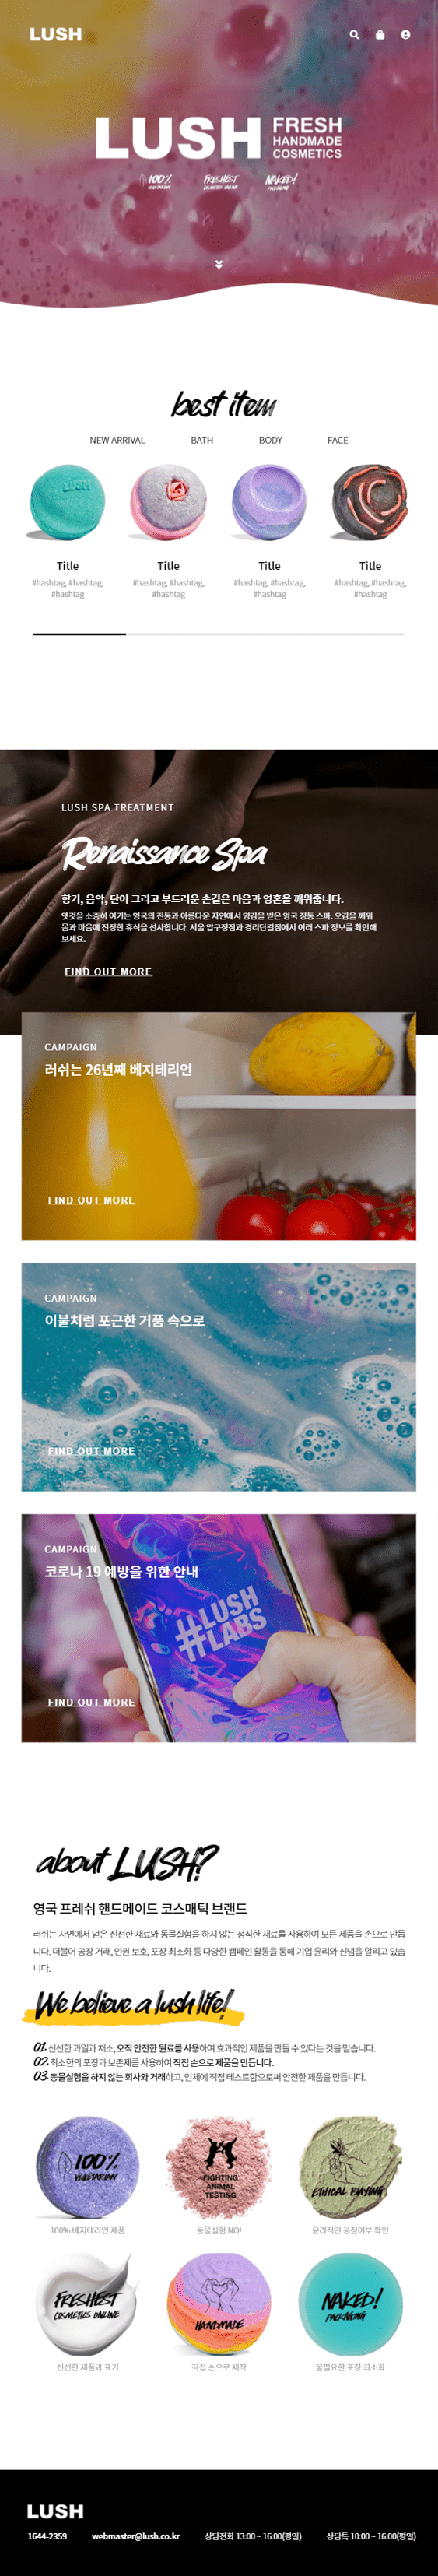 LUSH
LUSH FRESH
HANDMADE
COSMETICS
100%
VEGETARIAN
FRESHEST
COSMETICS ONLINE
NAKED!
PACKAGING
best item
NEW ARRIVAL BATH BODY FACE
LUSH
Title Title Title Title
#hashtag, #hashtag, #hashtag, #hashtag, #hashtag, #hashtag, #hashtag, #hashtag,
#hashtag #hashtag #hashtag #hashtag
LUSH SPA TREATMENT
Renaissance Spa
향기, 음악, 단어 그리고 부드러운 손길은 마음과 영혼을 깨워줍니다.
옛것을 소중히 여기는 영국의 전통과 아름다운 자연에서 영감을 받은 영국 정통 스파. 오감을 깨워
몸과 마음에 진정한 휴식을 선사합니다. 서울 압구정점과 경리단길점에서 여러 스파 정보를 확인해
보세요.
FIND OUT MORE
CAMPAIGN
러쉬는 26년째 베지테리언
FIND OUT MORE
CAMPAIGN
이불처럼 포근한 거품 속으로
FIND OUT MORE
CAMPAIGN
코로나 19 예방을 위한 안내
#LUSH
LABS
FIND OUT MORE
about LUSH?
영국 프레쉬 핸드메이드 코스매틱 브랜드
러쉬는 자연에서 얻은 신선한 재료와 동물실험을 하지 않는 정직한 재료를 사용하여 모든 제품을 손으로 만듭
니다. 더불어 공장 거래, 인권 보호, 포장 최소화 등 다양한 캠페인 활동을 통해 기업 윤리와 신념을 알리고 있습
니다.
We believe a lush life!
01. 신선한 과일과 채소, 오직 안전한 원료를 사용하여 효과적인 제품을 만들 수 있다는 것을 믿습니다.
02. 최소한의 포장과 보존제를 사용하여 직접 손으로 제품을 만듭니다.
03. 동물실험을 하지 않는 회사와 거래하고, 인체에 직접 테스트함으로써 안전한 제품을 만듭니다.
100%
VEGETARIAN
FIGHTING
ANIMAL
TESTING
ETHICAL BUYING
100% 베지테리언 제품 동물실험 NO! 윤리적인 공정여부 확인
FRESHEST
COSMETICS ONLINE
HANDMADE
NAKED!
PACKAGING
신선한 제품과 표기 직접 손으로 제작 불필요한 포장 최소화
LUSH
1644-2359 webmaster@lush.co.kr 상담전화 13:00 ~ 16:00(평일) 상담톡 10:00 ~ 16:00(평일)